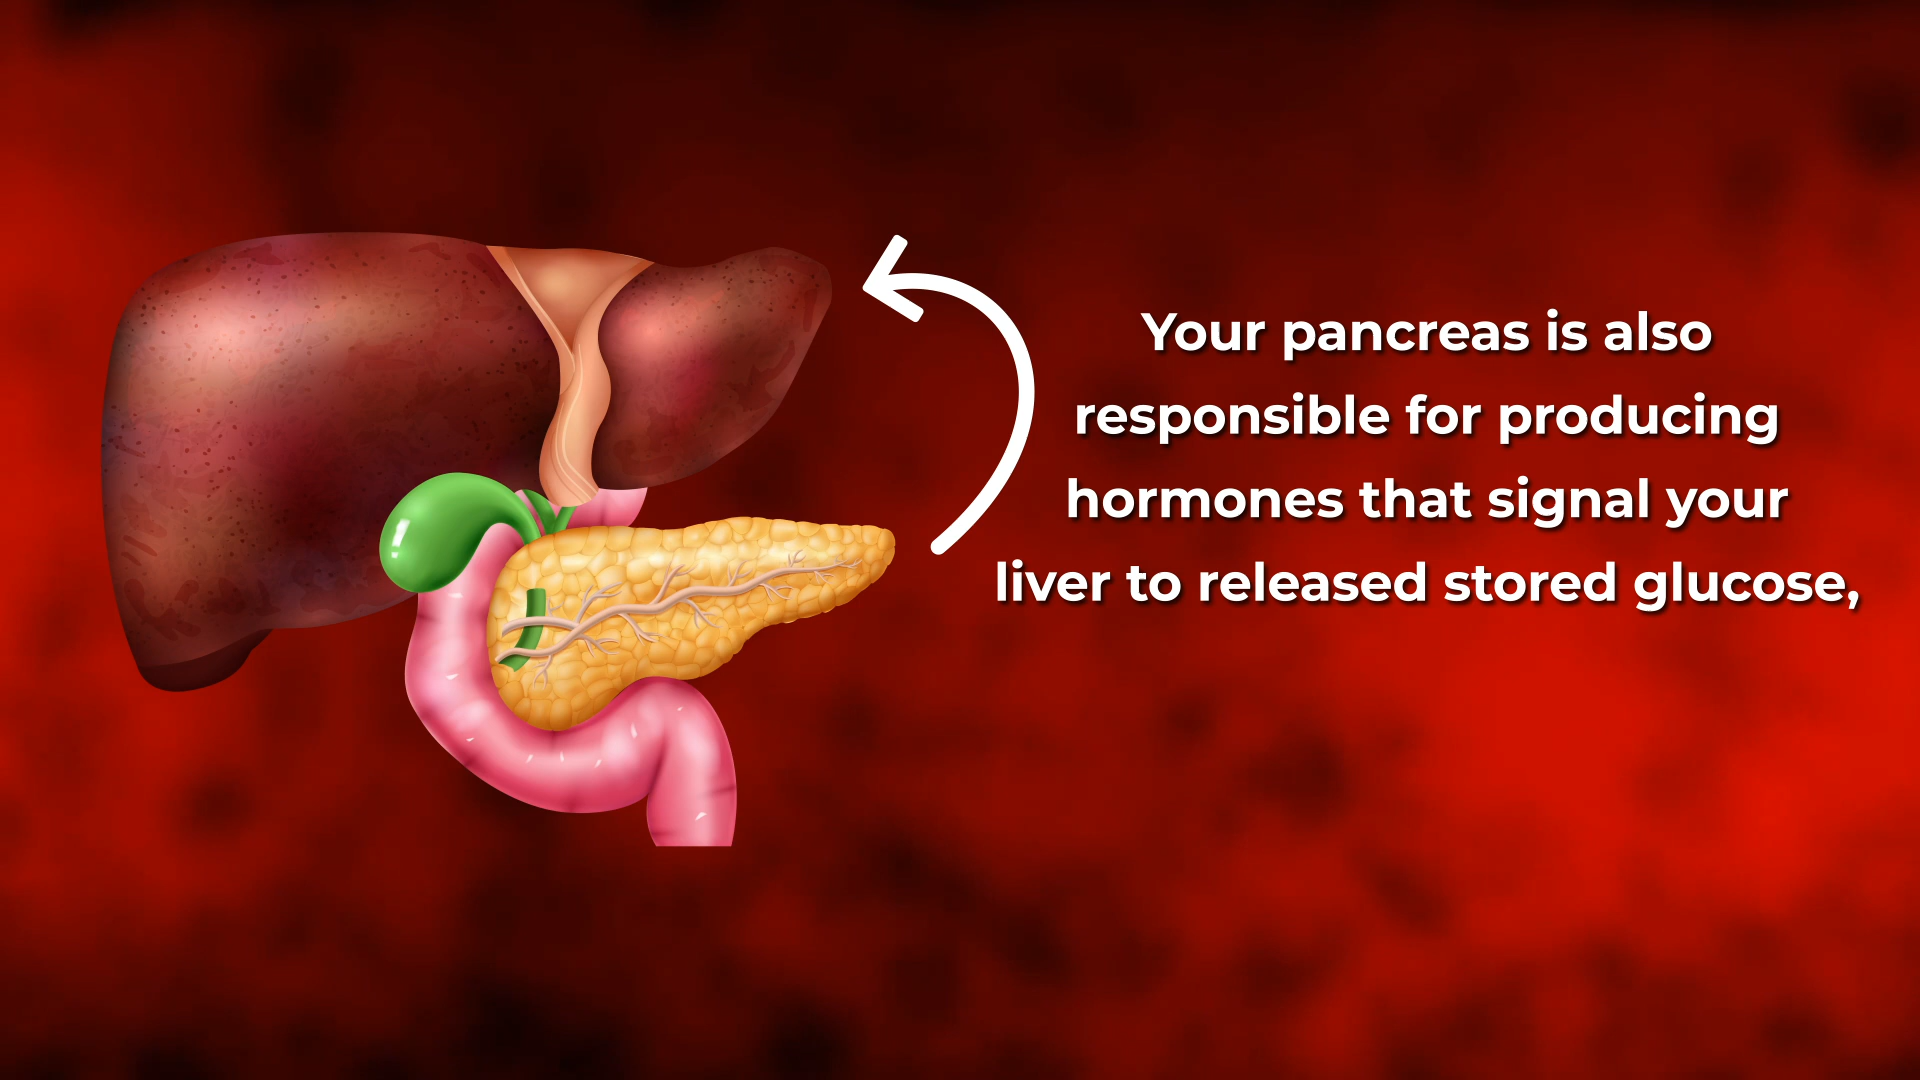 Your pancreas is also
responsible for producing
hormones that signal your
liver to released stored glucose,